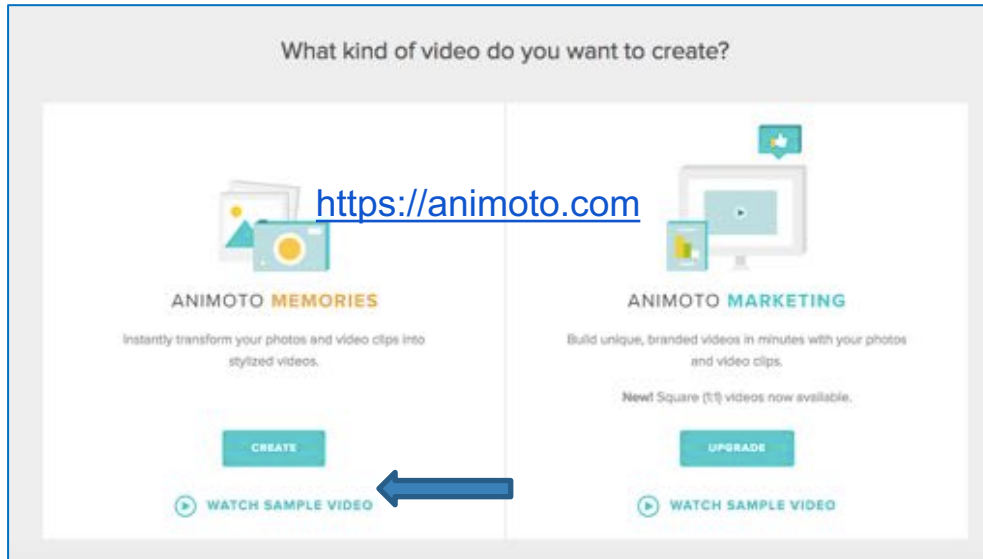 What kind of video do you want to create?
https://animoto.com
ANIMOTO MEMORIES
Instantly transform your photos and video clips into
stylized videos.
CREATE
WATCH SAMPLE VIDEO
ANIMOTO MARKETING
Build unique, branded videos in minutes with your photos
and video clips.
New! Square (1:1) videos now available.
UPGRADE
WATCH SAMPLE VIDEO